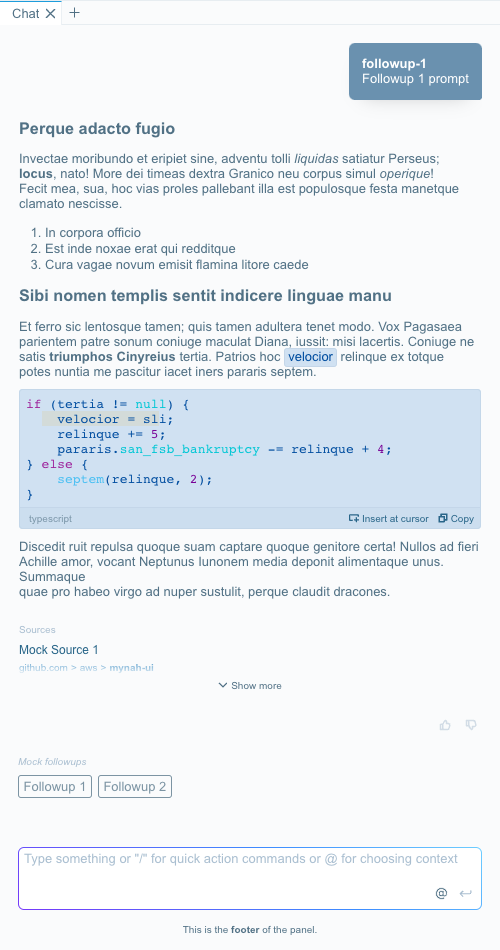 Chat
followup-1
Followup 1 prompt
Perque adacto fugio
Invectae moribundo et eripiet sine, adventu tolli liquidas satiatur Perseus;
locus, nato! More dei timeas dextra Granico neu corpus simul operique!
Fecit mea, sua, hoc vias proles pallebant illa est populosque festa manetque
clamato nescisse.
1. In corpora officio
2. Est inde noxae erat qui redditque
3. Cura vagae novum emisit flamina litore caede
Sibi nomen templis sentit indicere linguae manu
Et ferro sic lentosque tamen; quis tamen adultera tenet modo. Vox Pagasaea
parientem patre sonum coniuge maculat Diana, iussit: misi lacertis. Coniuge ne
satis triumphos Cinyreius tertia. Patrios hoc velocior relinque ex totque
potes nuntia me pascitur iacet iners pararis septem.
if (tertia != null) {
velocior = sli;
relinque += 5;
pararis.san_fsb_bankruptcy -= relinque + 4;
} else {
septem(relinque, 2);
}
typescript Insert at cursor Copy
Discedit ruit repulsa quoque suam captare quoque genitore certa! Nullos ad fieri
Achille amor, vocant Neptunus Iunonem media deponit alimentaque unus.
Summaque
quae pro habeo virgo ad nuper sustulit, perque claudit dracones.
Sources
Mock Source 1
github.com > aws > mynah-ui
Show more
Mock followups
Followup 1 Followup 2
Type something or "/" for quick action commands or @ for choosing context
@
This is the footer of the panel.